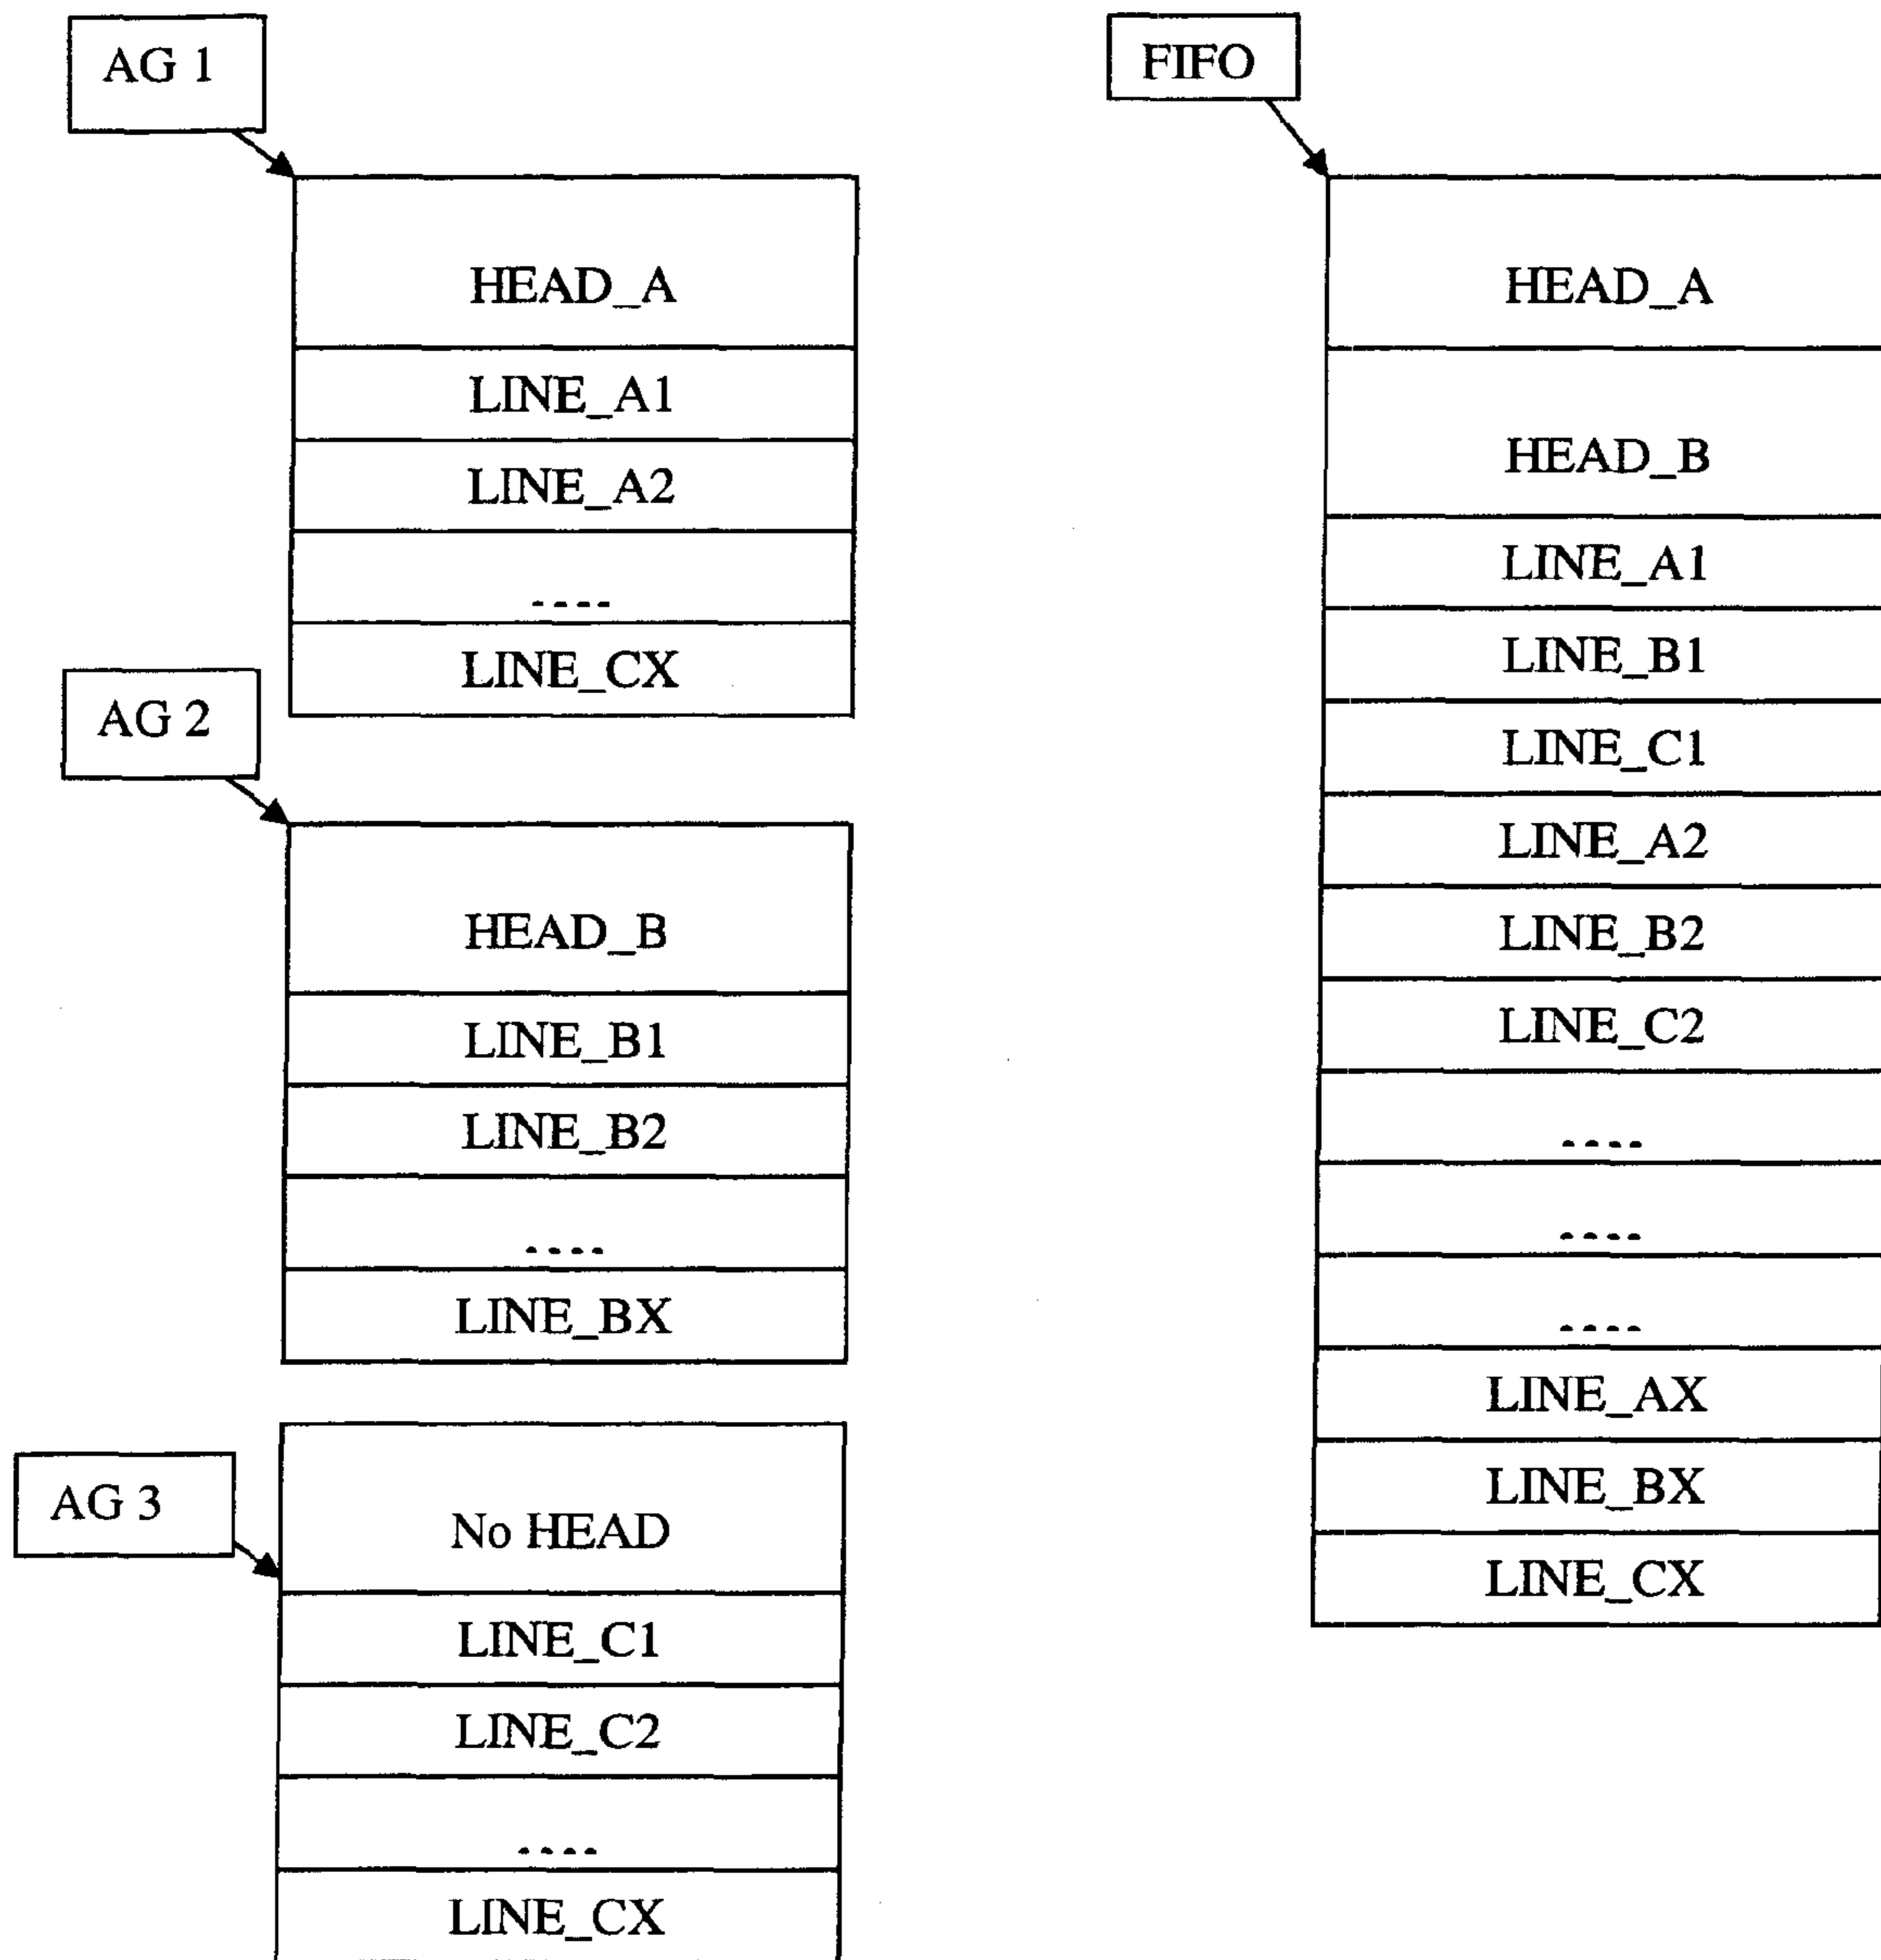 AG 1
HEAD_A
LINE_A1
LINE_A2
....
LINE_CX
AG 2
HEAD_B
LINE_B1
LINE_B2
....
LINE_BX
AG 3
No HEAD
LINE_C1
LINE_C2
....
LINE_CX
FIFO
HEAD_A
HEAD_B
LINE_A1
LINE_B1
LINE_C1
LINE_A2
LINE_B2
LINE_C2
....
....
....
LINE_AX
LINE_BX
LINE_CX